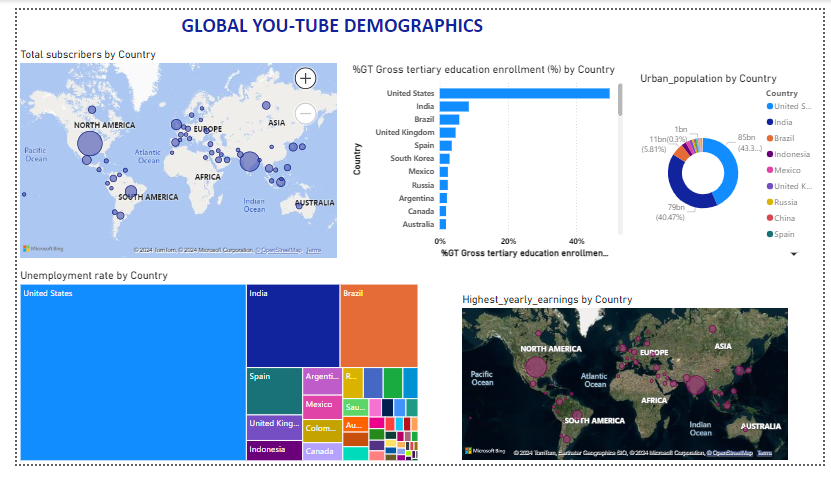 GLOBAL YOU-TUBE DEMOGRAPHICS
Total subscribers by Country
NORTH AMERICA
EUROPE
ASIA
Pacific
Ocean
Atlantic
Ocean
AFRICA
SOUTH AMERICA
Indian
Ocean
AUSTRALIA
Microsoft Bing
© 2024 TomTom, © 2024 Microsoft Corporation, © OpenStreetMap Terms
%GT Gross tertiary education enrollment (%) by Country
Country
United States
India
Brazil
United Kingdom
Spain
South Korea
Mexico
Russia
Argentina
Canada
Australia
0% 20% 40%
%GT Gross tertiary education enrollmen...
Urban_population by Country
1bn
(0.3%)
11bn
(5.81%)
85bn
(43.3...)
79bn
(40.47%)
Country
United S...
India
Brazil
Indonesia
Mexico
United K...
Russia
China
Spain
Unemployment rate by Country
United States
India
Brazil
Spain
Argenti...
R...
Mexico
Sau...
United King...
Colom...
Au...
Indonesia
Canada
Highest_yearly_earnings by Country
NORTH AMERICA
EUROPE
ASIA
Pacific
Ocean
Atlantic
Ocean
AFRICA
SOUTH AMERICA
Indian
Ocean
AUSTRALIA
Microsoft Bing
© 2024 TomTom, Earthstar Geographics SIO, © 2024 Microsoft Corporation, © OpenStreetMap Terms